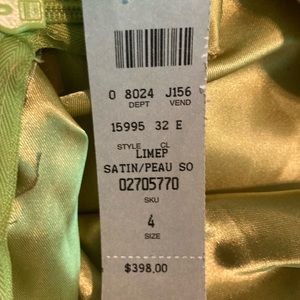 0 8024 J156
DEPT VEND
15995 32 E
STYLE CL
LIMEP
SATIN/PEAU SO
02705770
SKU
4
SIZE
$398.00